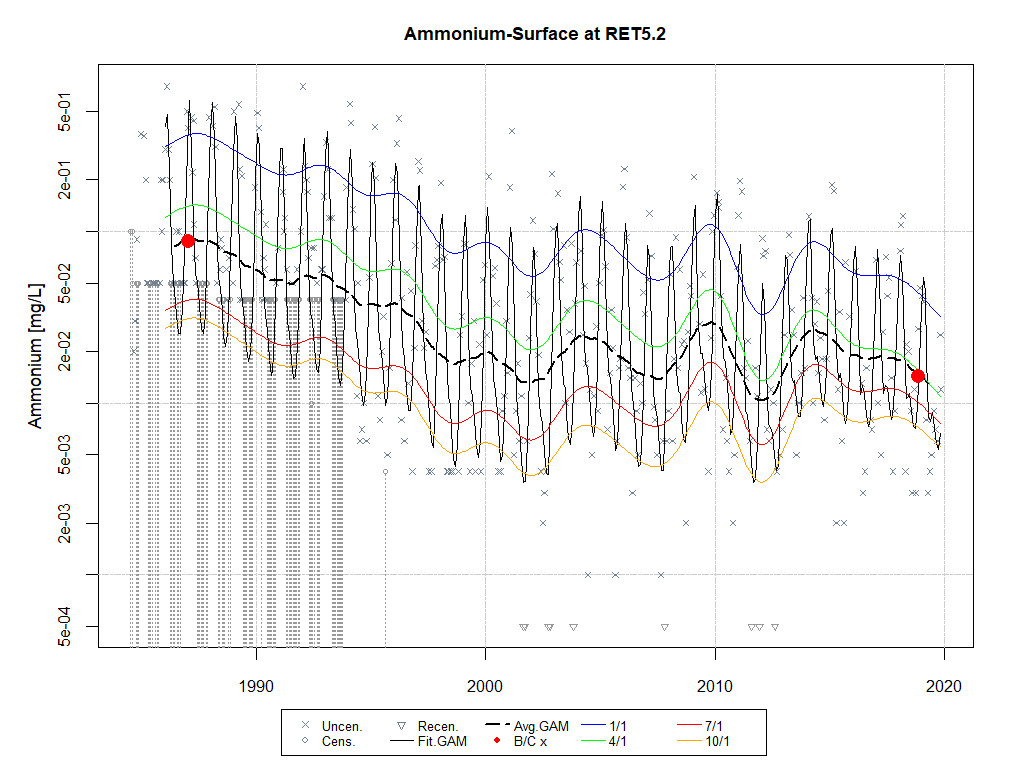 Ammonium-Surface at RET5.2
Ammonium [mg/L]
5e-01
2e-01
5e-02
2e-02
5e-03
2e-03
5e-04
1990 2000 2010 2020
Uncen. Recen. Avg.GAM 1/1 7/1
Cens. Fit.GAM B/C x 4/1 10/1